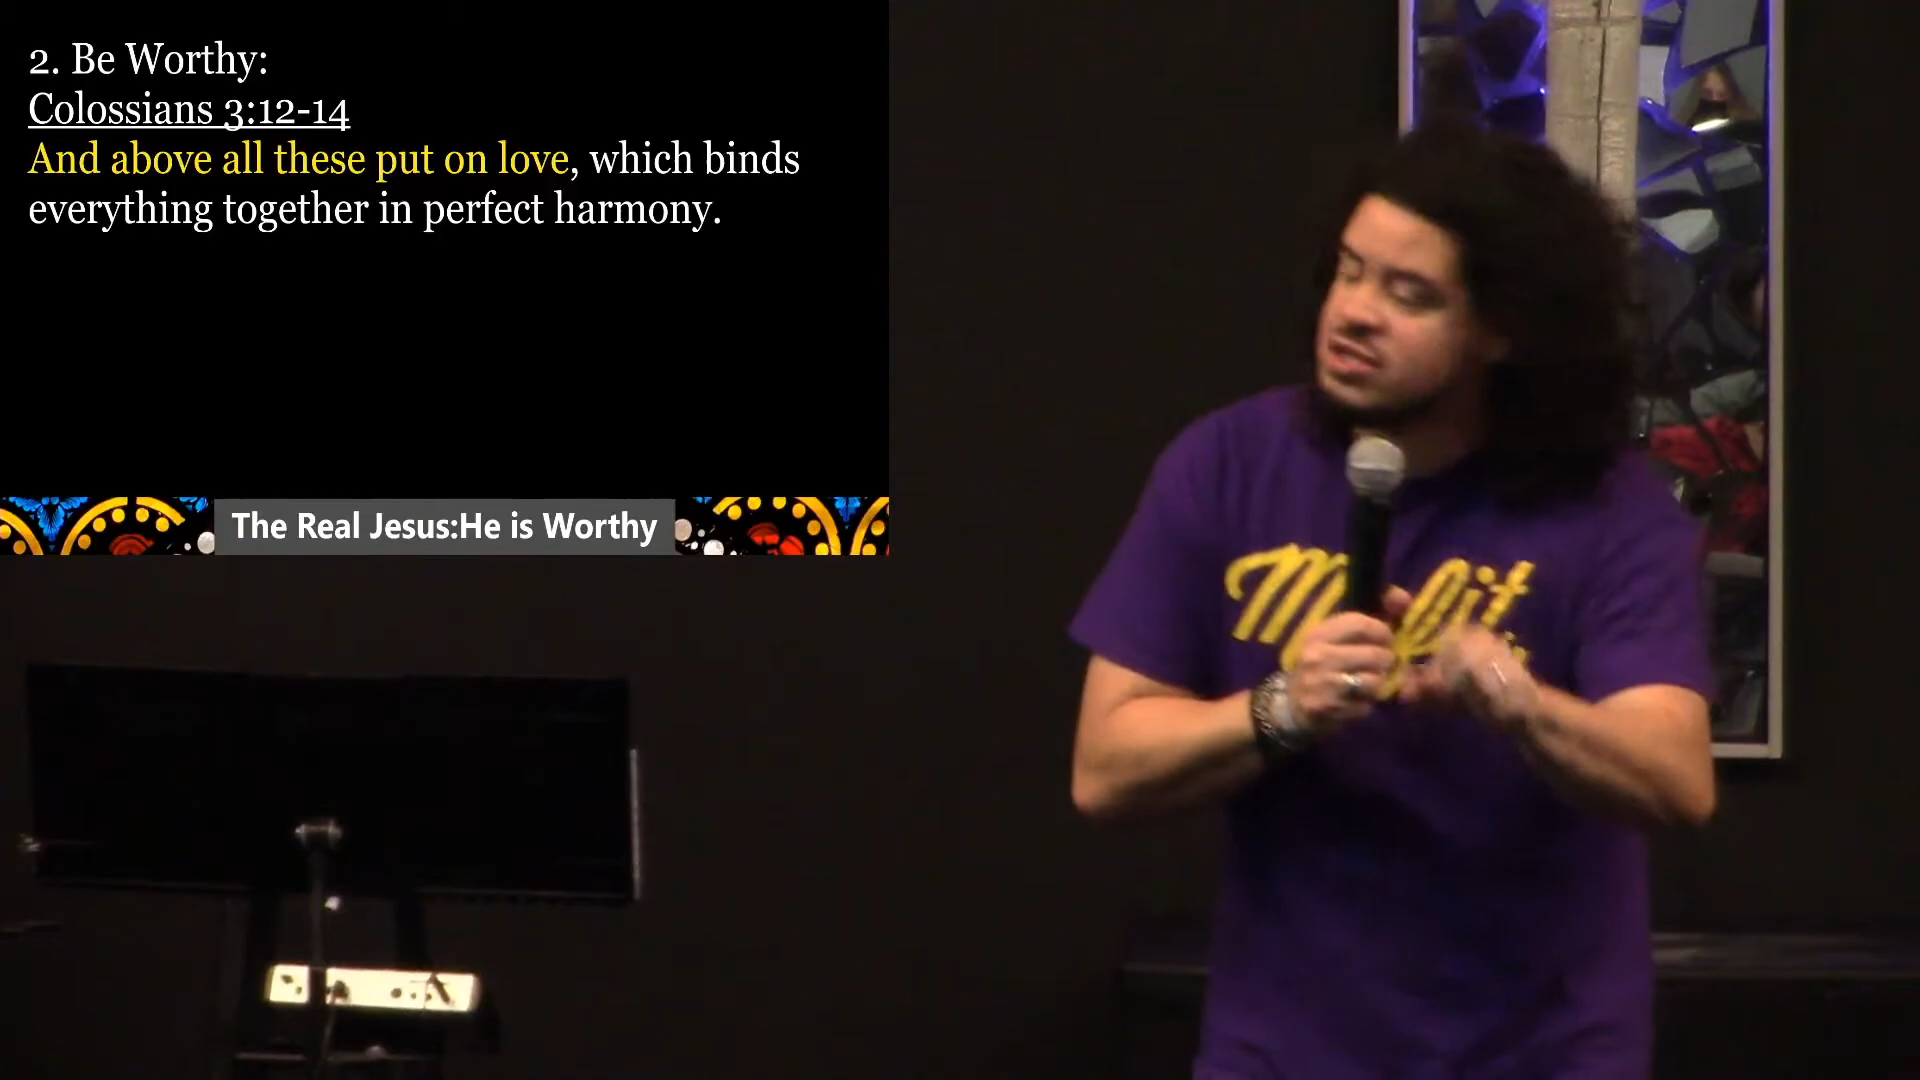 2. Be Worthy:
Colossians 3:12-14
And above all these put on love, which binds
everything together in perfect harmony.
The Real Jesus:He is Worthy